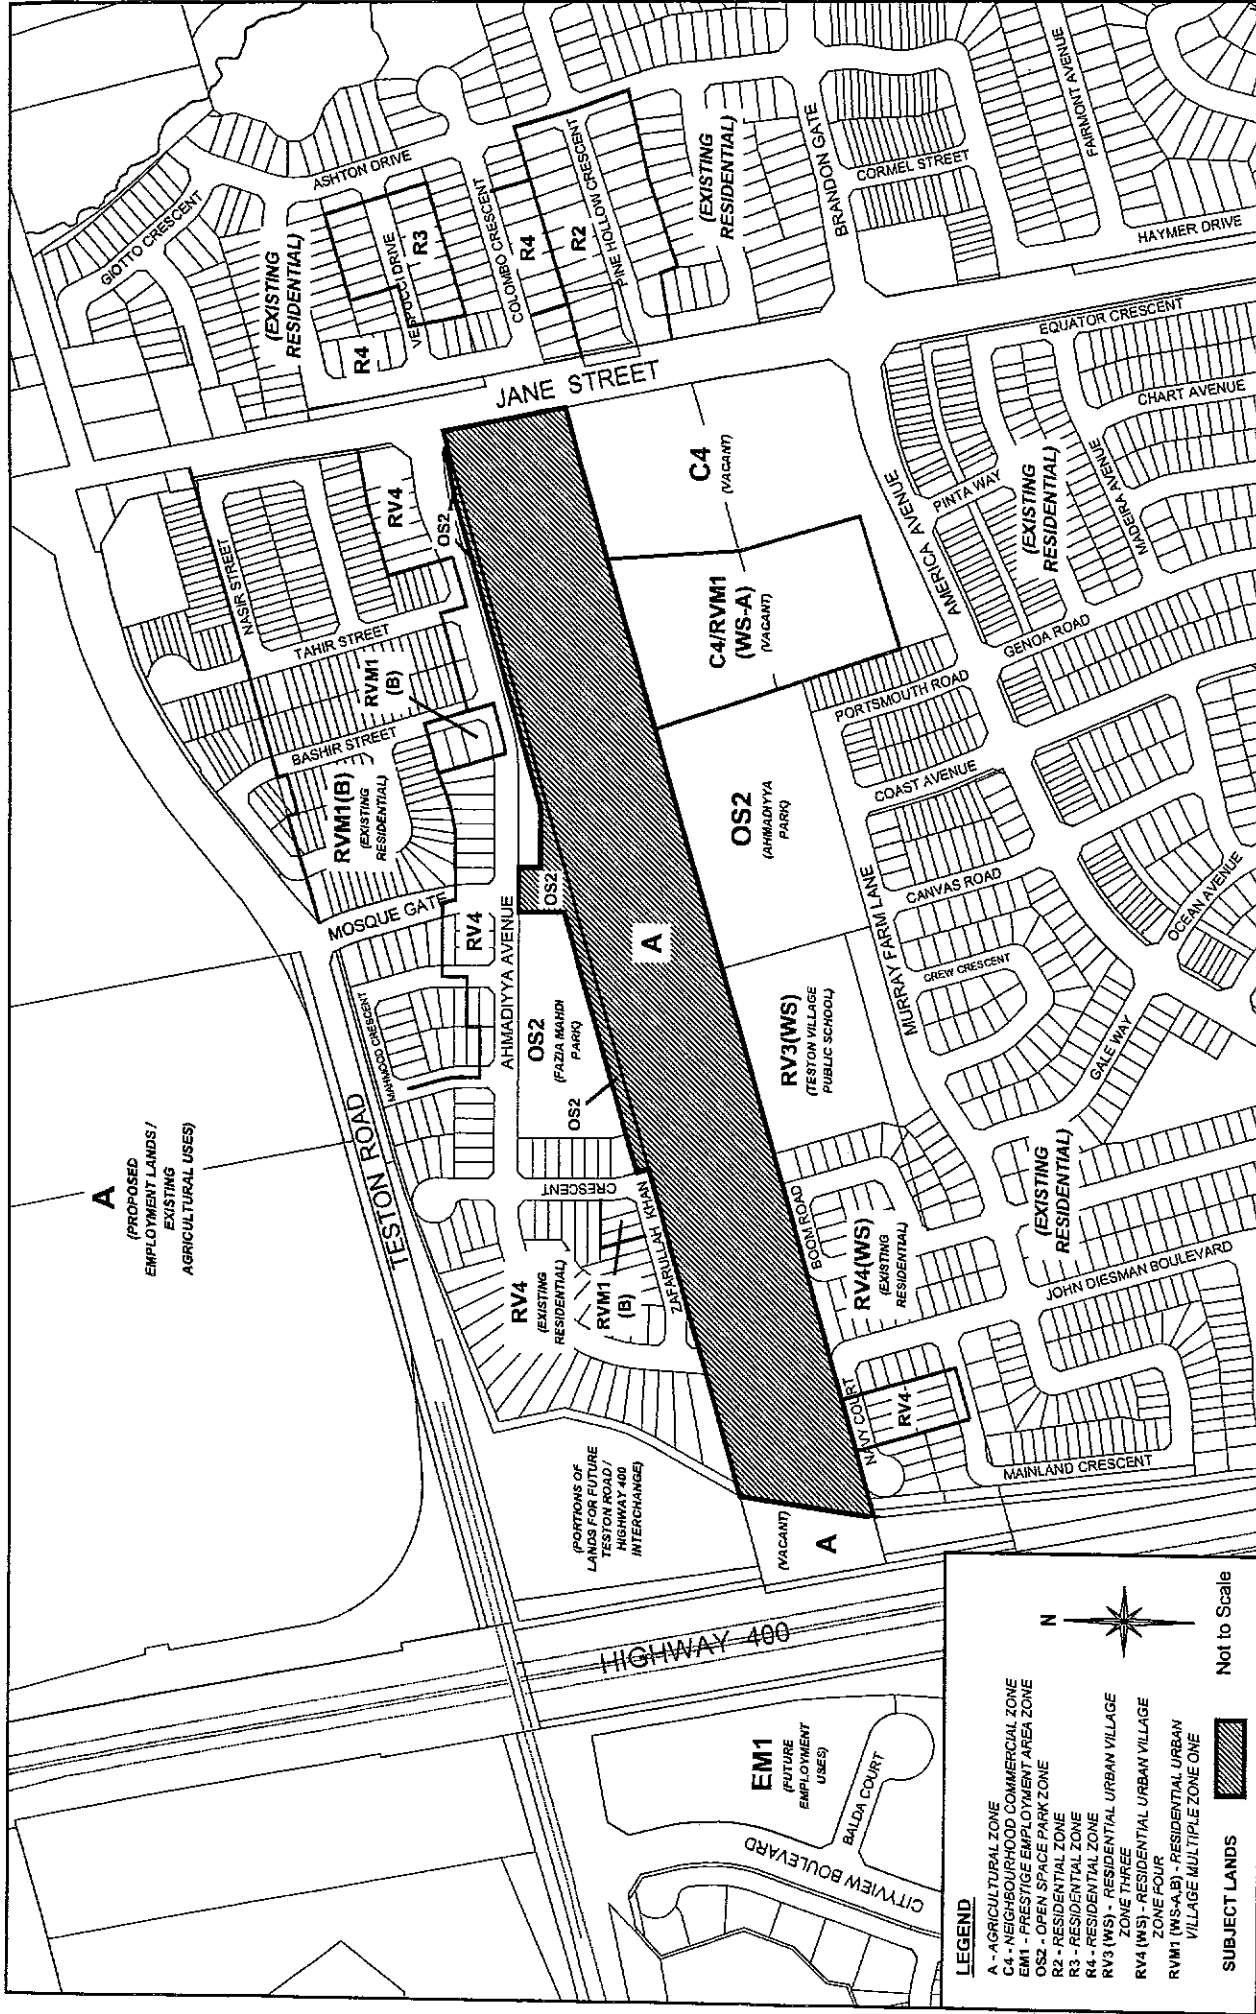 A
(PROPOSED
EMPLOYMENT LANDS /
EXISTING
AGRICULTURAL USES)
TESTON ROAD
GIOTTO CRESCENT
ASHTON DRIVE
(EXISTING
RESIDENTIAL)
R3
VESPUCCI DRIVE
R4
COLOMBO CRESCENT
R4
R2
PINE HOLLOW CRESCENT
(EXISTING
RESIDENTIAL)
BRANDON GATE
CORMEL STREET
FAIRMONT AVENUE
HAYMER DRIVE
JANE STREET
NASIR STREET
TAHIR STREET
BASHIR STREET
RV4
OS2
RVM1
(B)
RVM1(B)
(EXISTING
RESIDENTIAL)
MOSQUE GATE
RV4
MAHMOOD CRESCENT
AHMADIYYA AVENUE
OS2
OS2
(FAZIA MAHDI
PARK)
OS2
CRESCENT
ZAFARULLAH KHAN
RV4
(EXISTING
RESIDENTIAL)
RVM1
(B)
A
C4
(VACANT)
C4/RVM1
(WS-A)
(VACANT)
OS2
(AHMADIYYA
PARK)
RV3(WS)
(TESTON VILLAGE
PUBLIC SCHOOL)
EQUATOR CRESCENT
CHART AVENUE
AMERICA AVENUE
PINTA WAY
(EXISTING
RESIDENTIAL)
MADEIRA AVENUE
GENOA ROAD
PORTSMOUTH ROAD
COAST AVENUE
CANVAS ROAD
OCEAN AVENUE
MURRAY FARM LANE
CREW CRESCENT
GALE WAY
BOOM ROAD
RV4(WS)
(EXISTING
RESIDENTIAL)
(EXISTING
RESIDENTIAL)
JOHN DIESMAN BOULEVARD
NAVY COURT
RV4
MAINLAND CRESCENT
(PORTIONS OF
LANDS FOR FUTURE
TESTON ROAD /
HIGHWAY 400
INTERCHANGE)
(VACANT)
A
HIGHWAY 400
EM1
(FUTURE
EMPLOYMENT
USES)
BALDA COURT
CITYVIEW BOULEVARD
LEGEND
A - AGRICULTURAL ZONE
C4 - NEIGHBOURHOOD COMMERCIAL ZONE
EM1 - PRESTIGE EMPLOYMENT AREA ZONE
OS2 - OPEN SPACE PARK ZONE
R2 - RESIDENTIAL ZONE
R3 - RESIDENTIAL ZONE
R4 - RESIDENTIAL ZONE
RV3 (WS) - RESIDENTIAL URBAN VILLAGE
ZONE THREE
RV4 (WS) - RESIDENTIAL URBAN VILLAGE
ZONE FOUR
RVM1 (WS-A,B) - RESIDENTIAL URBAN
VILLAGE MULTIPLE ZONE ONE
N
SUBJECT LANDS
Not to Scale